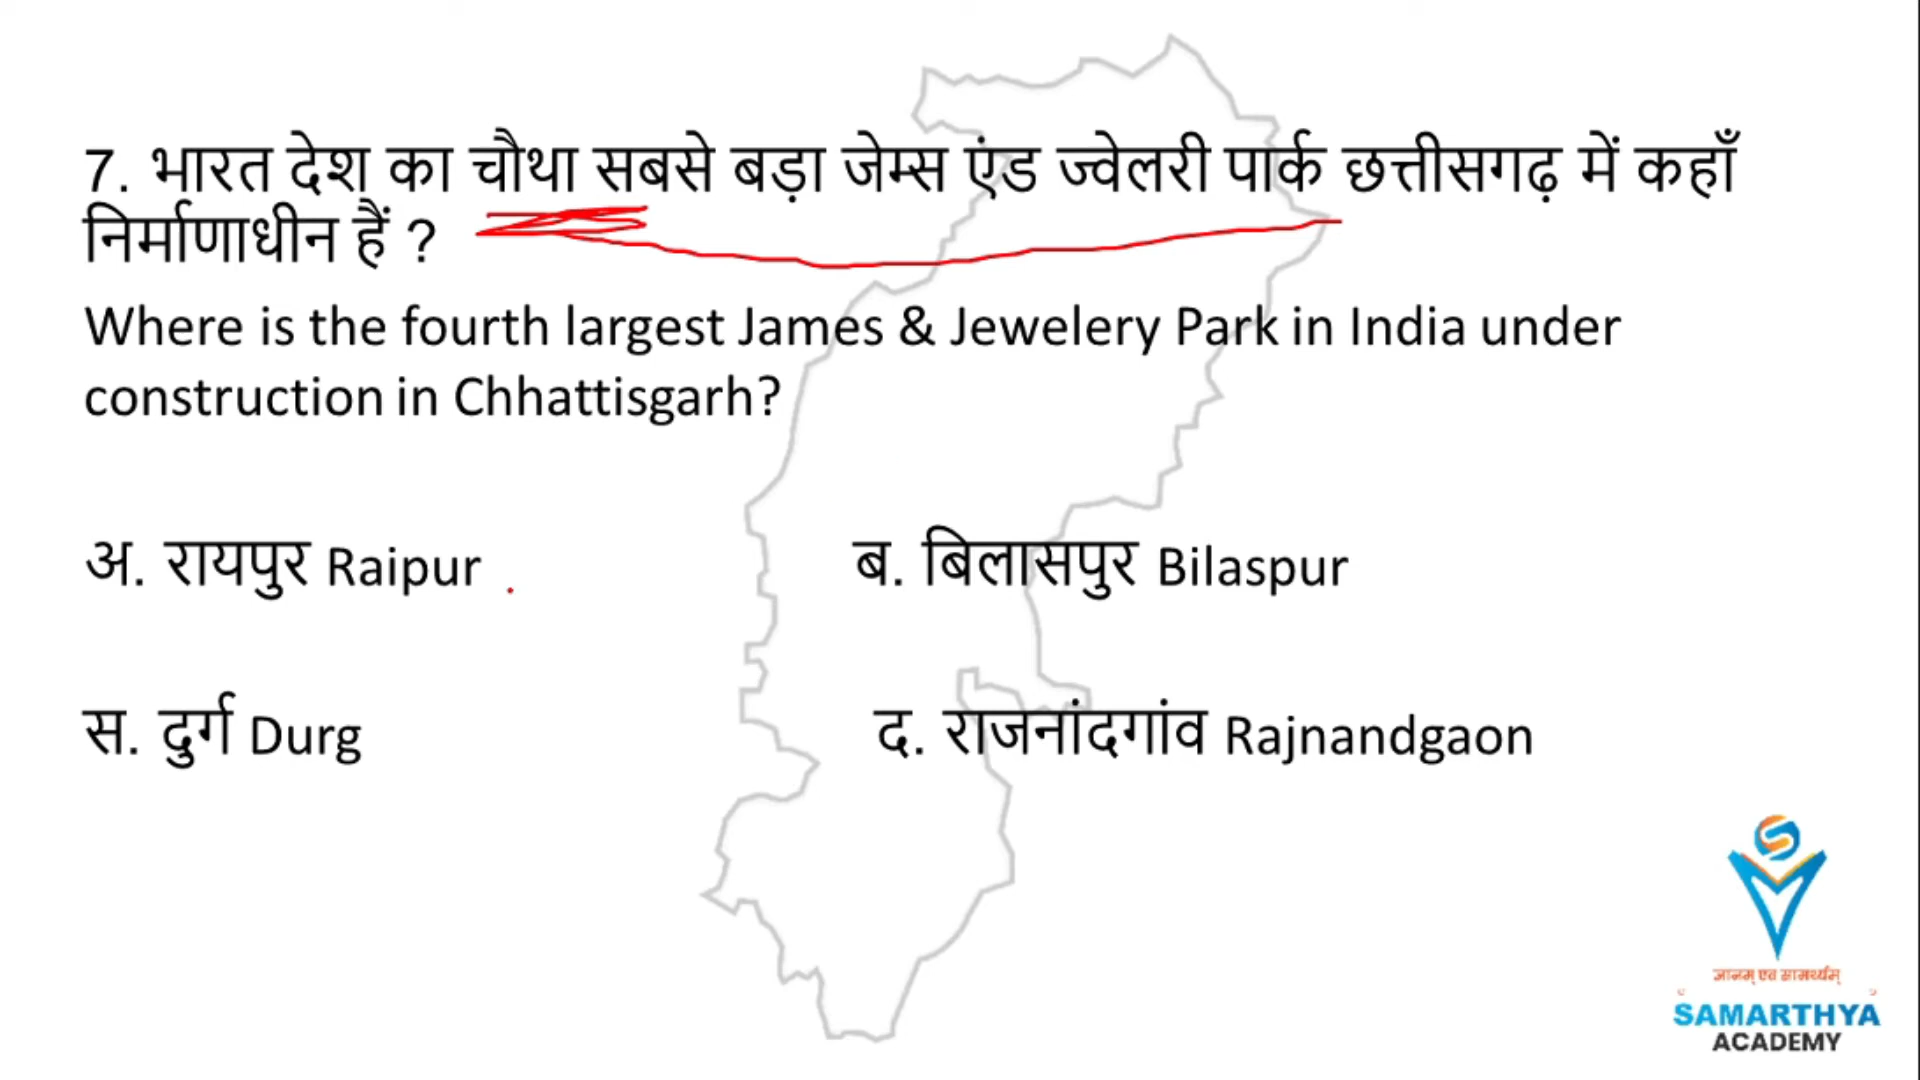 7. भारत देश का चौथा सबसे बड़ा जेम्स एंड ज्वेलरी पार्क छत्तीसगढ़ में कहाँ
निर्माणाधीन हैं ?
Where is the fourth largest James & Jewelery Park in India under
construction in Chhattisgarh?
अ. रायपुर Raipur
ब. बिलासपुर Bilaspur
स. दुर्ग Durg
द. राजनांदगांव Rajnandgaon
SAMARTHYA
ACADEMY